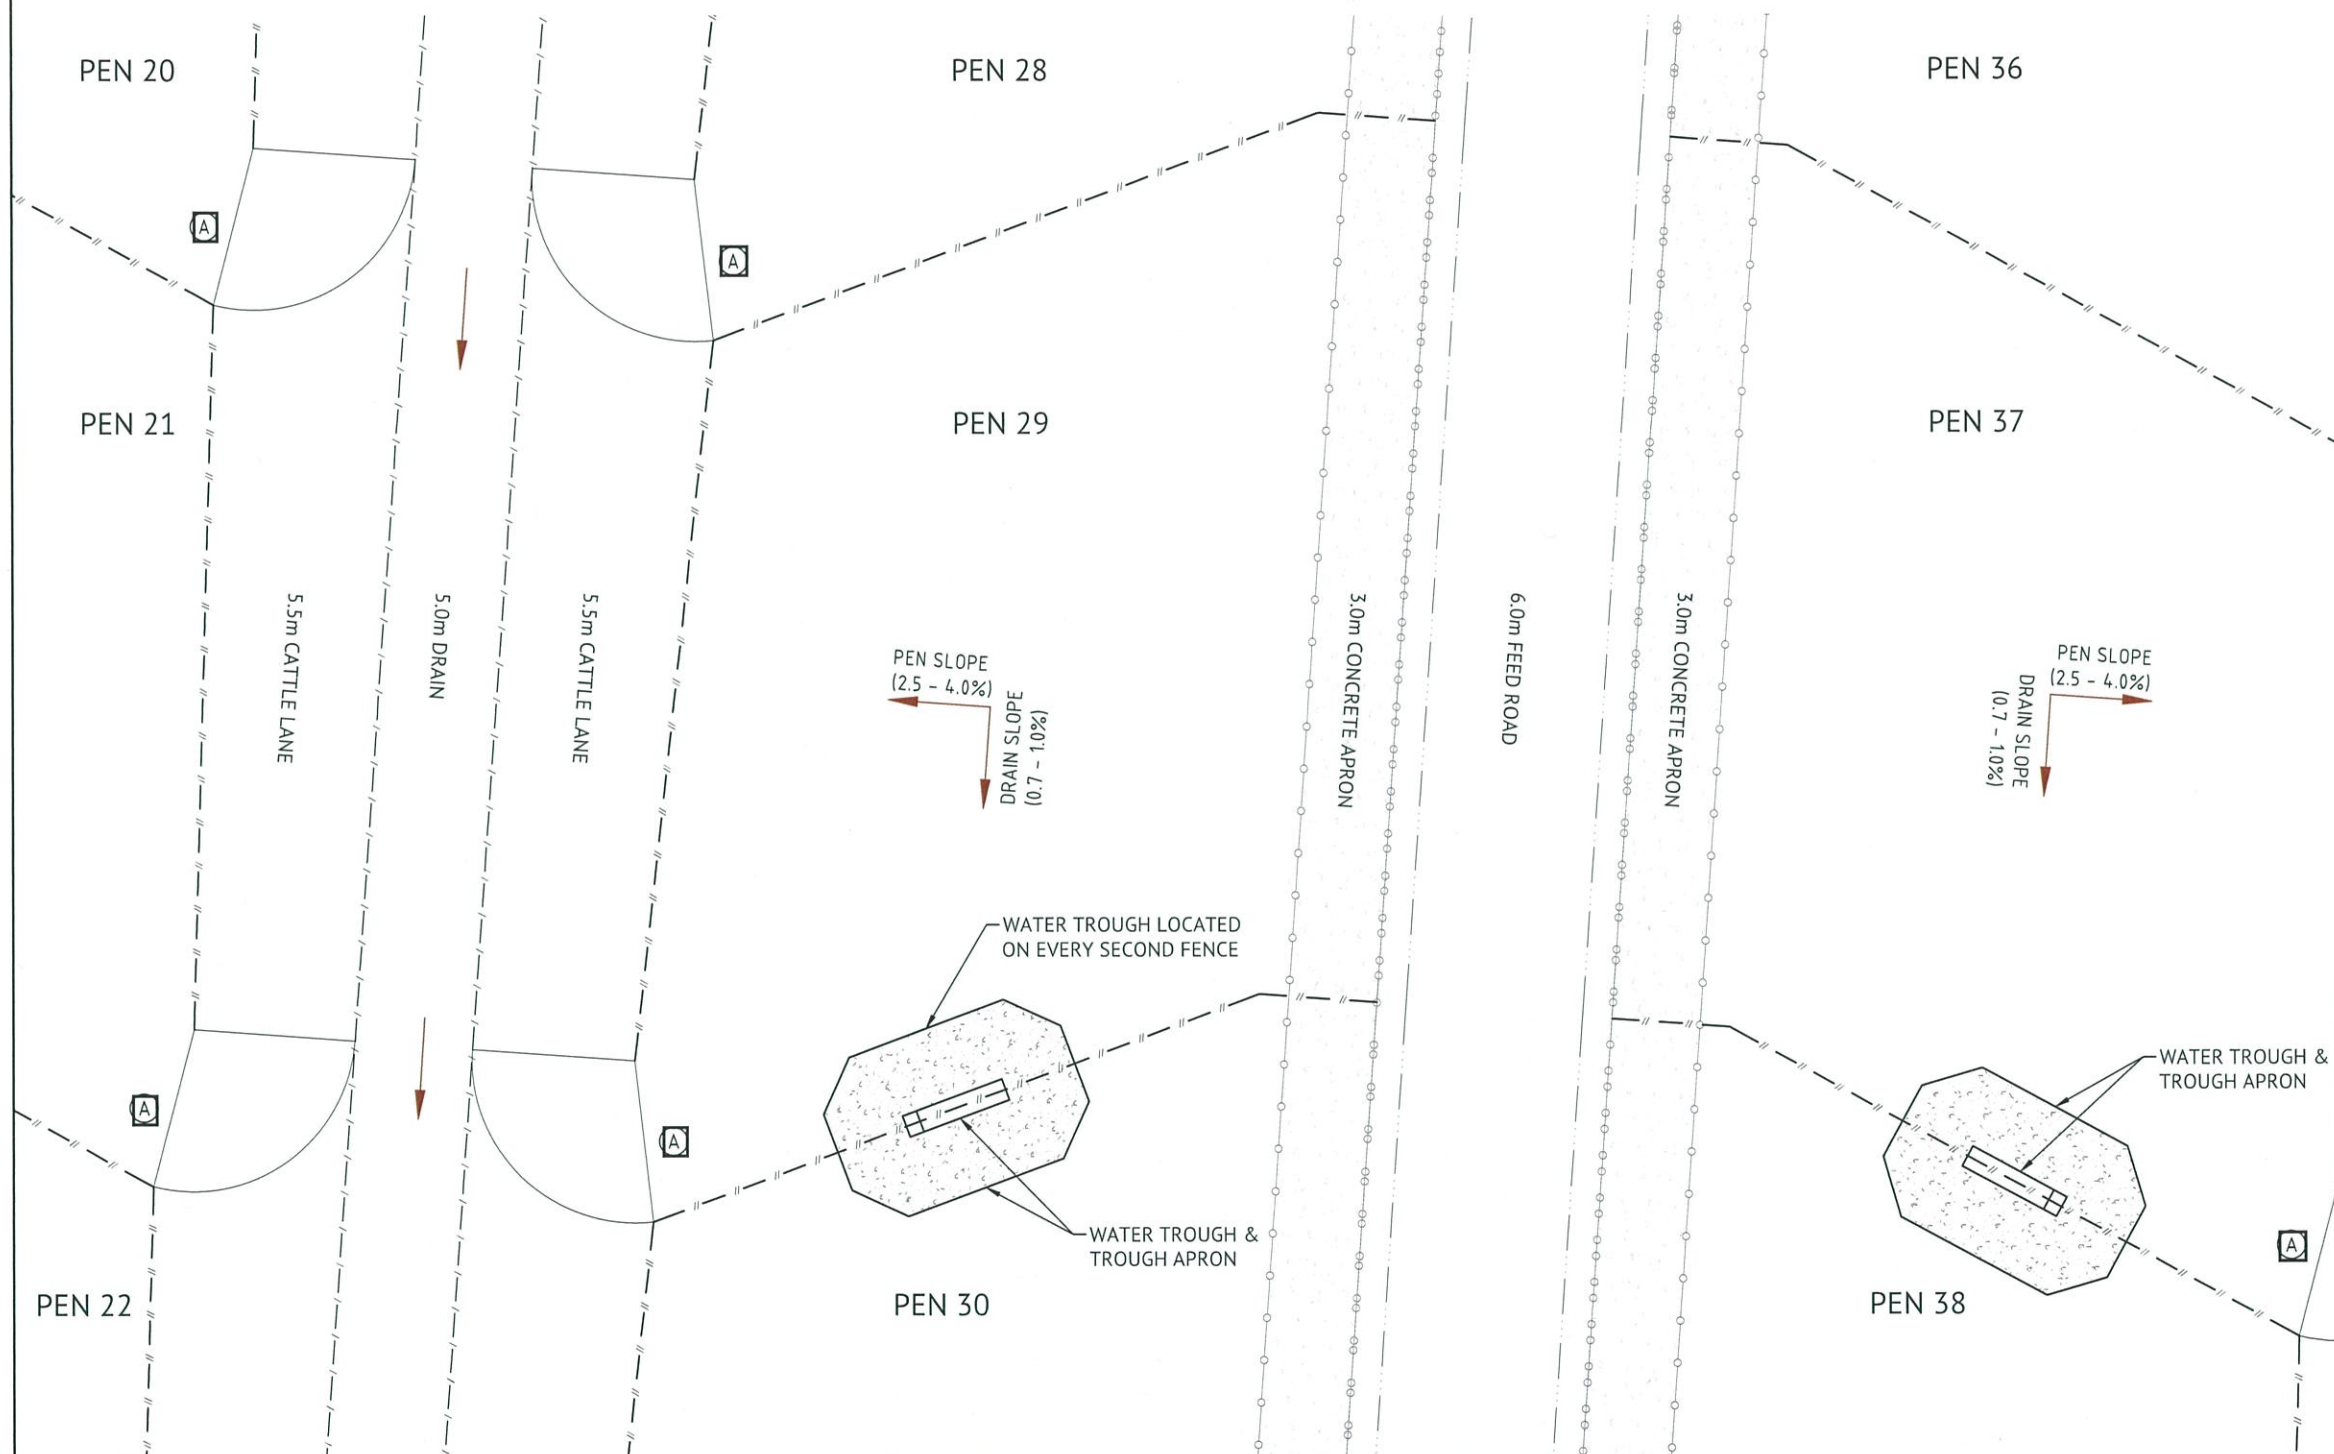 PEN 20
PEN 28
PEN 36
A
A
PEN 21
PEN 29
PEN 37
5.5m CATTLE LANE
5.0m DRAIN
5.5m CATTLE LANE
3.0m CONCRETE APRON
6.0m FEED ROAD
3.0m CONCRETE APRON
PEN SLOPE
(2.5 - 4.0%)
DRAIN SLOPE
(0.7 - 1.0%)
PEN SLOPE
(2.5 - 4.0%)
DRAIN SLOPE
(0.7 - 1.0%)
WATER TROUGH LOCATED
ON EVERY SECOND FENCE
WATER TROUGH &
TROUGH APRON
A
A
WATER TROUGH &
TROUGH APRON
A
PEN 22
PEN 30
PEN 38